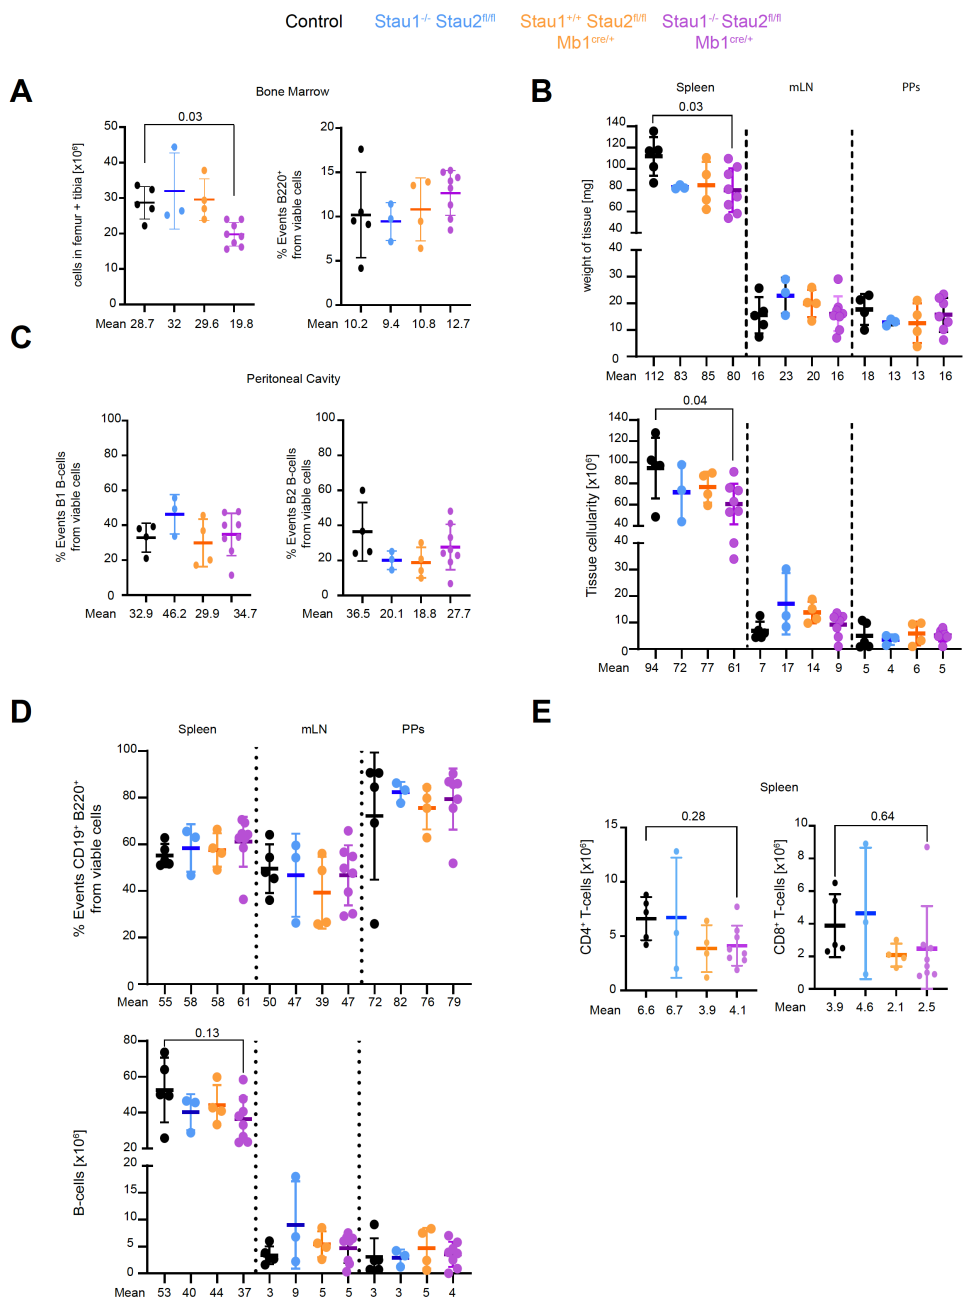 Control Stau1-/- Stau2fl/fl Stau1+/+ Stau2fl/fl Stau1-/- Stau2fl/fl
Mb1cre/+ Mb1cre/+
A
Bone Marrow
0.03
cells in femur + tibia [x10⁶]
50
40
30
20
10
0
Mean 28.7 32 29.6 19.8
% Events B220⁺
from viable cells
20
15
10
5
0
Mean 10.2 9.4 10.8 12.7
B
Spleen mLN PPs
0.03
weight of tissue [mg]
140
120
100
80
60
40
40
30
20
10
0
Mean 112 83 85 80 16 23 20 16 18 13 13 16
0.04
Tissue cellularity [x10⁶]
140
120
100
80
60
40
30
20
10
0
Mean 94 72 77 61 7 17 14 9 5 4 6 5
C
Peritoneal Cavity
% Events B1 B-cells
from viable cells
100
80
60
40
20
0
Mean 32.9 46.2 29.9 34.7
% Events B2 B-cells
from viable cells
100
80
60
40
20
0
Mean 36.5 20.1 18.8 27.7
D
Spleen mLN PPs
% Events CD19⁺ B220⁺
from viable cells
100
80
60
40
20
0
Mean 55 58 58 61 50 47 39 47 72 82 76 79
0.13
B-cells [x10⁶]
80
60
40
20
20
15
10
5
0
Mean 53 40 44 37 3 9 5 5 3 3 5 4
E
Spleen
0.28
CD4⁺ T-cells [x10⁶]
15
10
5
0
Mean 6.6 6.7 3.9 4.1
0.64
CD8⁺ T-cells [x10⁶]
10
8
6
4
2
0
Mean 3.9 4.6 2.1 2.5